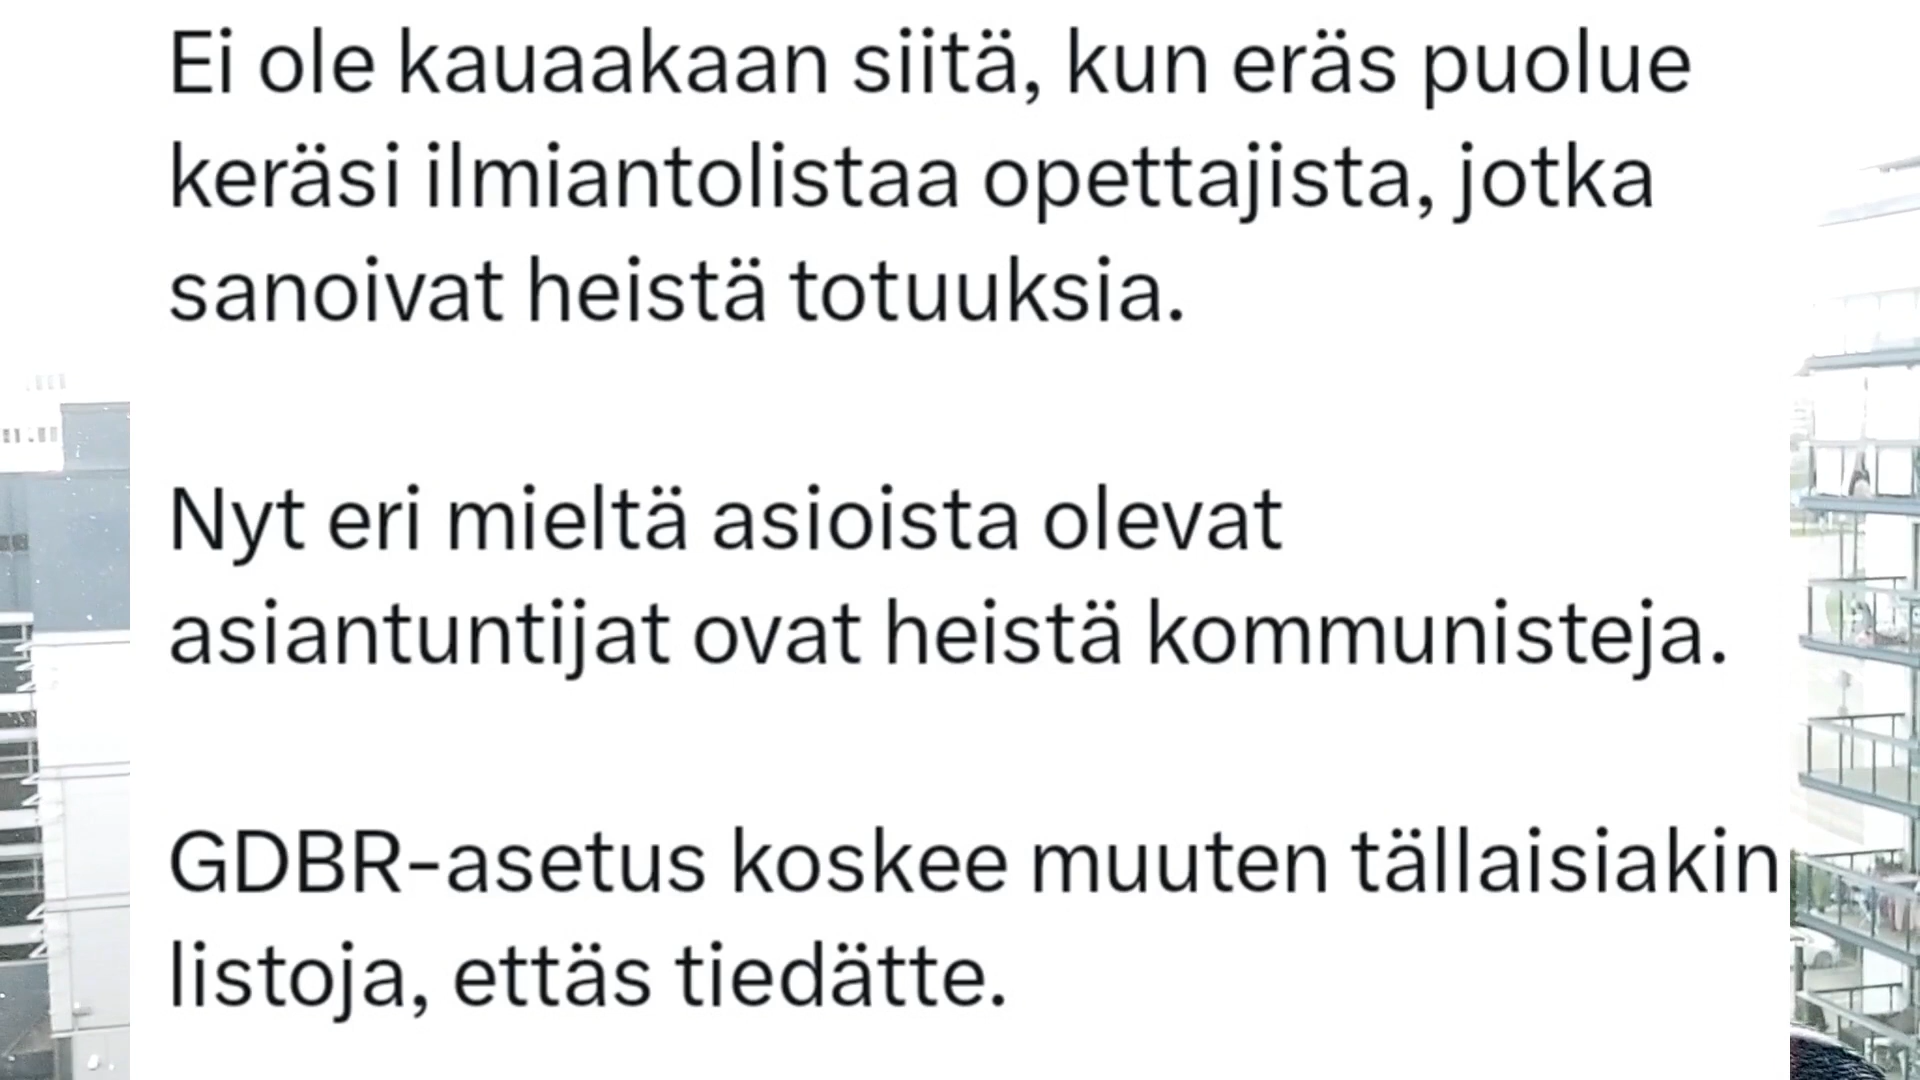 Ei ole kauaakaan siitä, kun eräs puolue
keräsi ilmiantolistaa opettajista, jotka
sanoivat heistä totuuksia.
Nyt eri mieltä asioista olevat
asiantuntijat ovat heistä kommunisteja.
GDBR-asetus koskee muuten tällaisiakin
listoja, ettäs tiedätte.